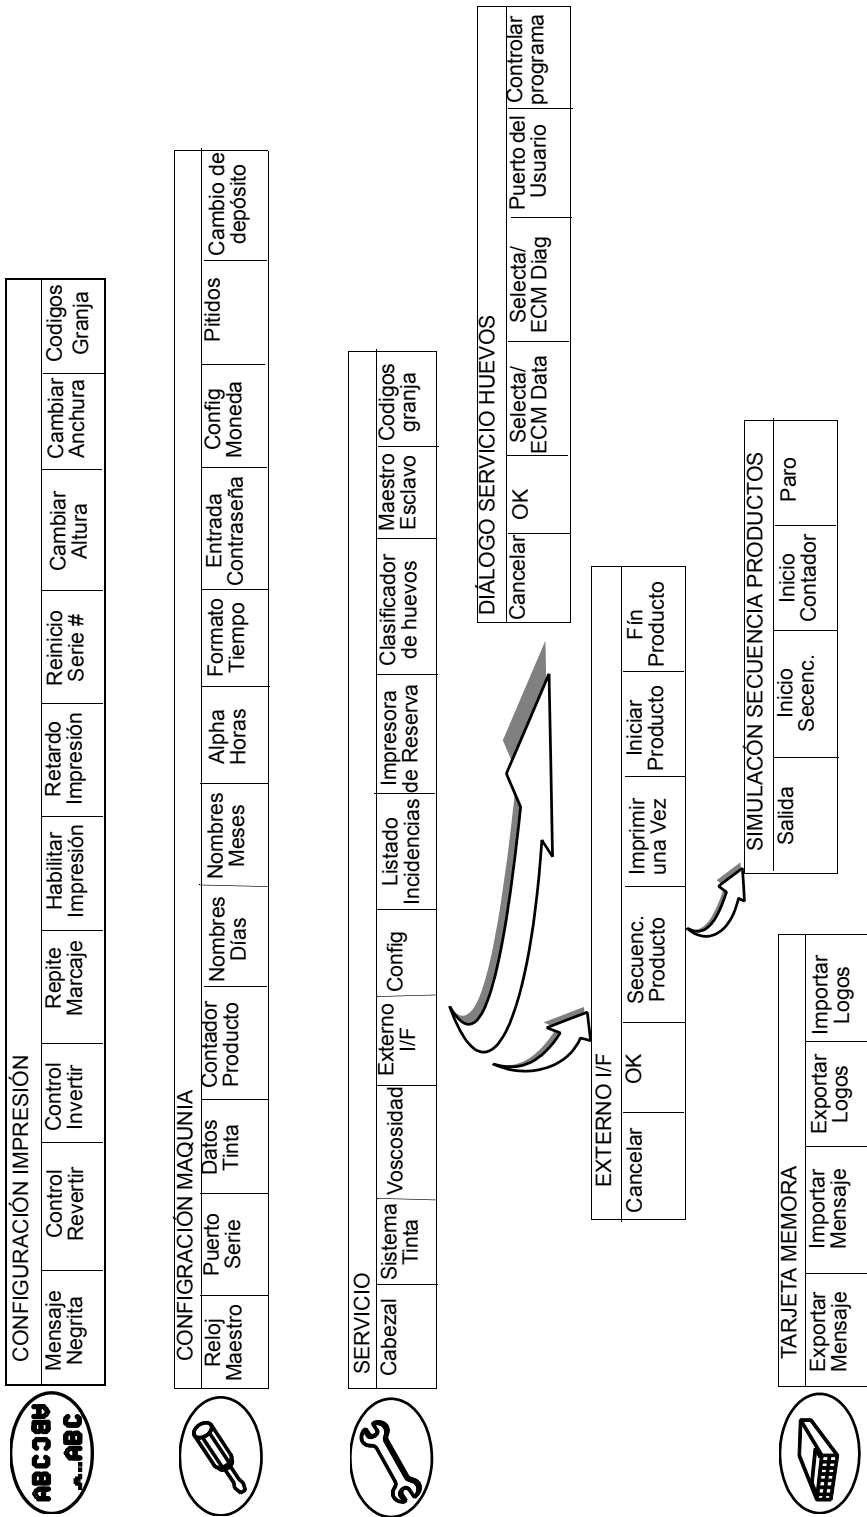 ABCABC
A...ABC
CONFIGURACIÓN IMPRESIÓN
Mensaje
Negrita
Control
Revertir
Control
Invertir
Repite
Marcaje
Habilitar
Impresión
Retardo
Impresión
Reinicio
Serie #
Cambiar
Altura
Cambiar
Anchura
Codigos
Granja
CONFIGRACIÓN MAQUNIA
Reloj
Maestro
Puerto
Serie
Datos
Tinta
Contador
Producto
Nombres
Días
Nombres
Meses
Alpha
Horas
Formato
Tiempo
Entrada
Contraseña
Config
Moneda
Pitidos
Cambio de
depósito
SERVICIO
Cabezal
Sistema
Tinta
Voscosidad
Externo
I/F
Config
Listado
Incidencias
Impresora
de Reserva
Clasificador
de huevos
Maestro
Esclavo
Codigos
granja
DIÁLOGO SERVICIO HUEVOS
Cancelar
OK
Selecta/
ECM Data
Selecta/
ECM Diag
Puerto del
Usuario
Controlar
programa
EXTERNO I/F
Cancelar
OK
Secuenc.
Producto
Imprimir
una Vez
Iniciar
Producto
Fín
Producto
SIMULACÓN SECUENCIA PRODUCTOS
Salida
Inicio
Secenc.
Inicio
Contador
Paro
TARJETA MEMORA
Exportar
Mensaje
Importar
Mensaje
Exportar
Logos
Importar
Logos